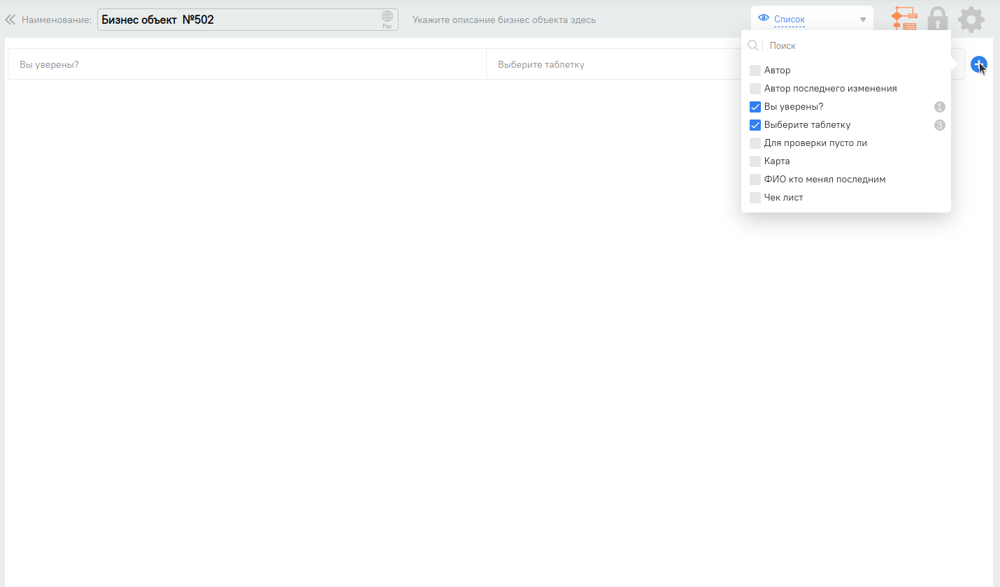 Наименование:
Бизнес объект №502
Рус
Укажите описание бизнес объекта здесь
Список
Вы уверены?
Выберите таблетку
Поиск
Автор
Автор последнего изменения
Вы уверены? 1
Выберите таблетку 3
Для проверки пусто ли
Карта
ФИО кто менял последним
Чек лист